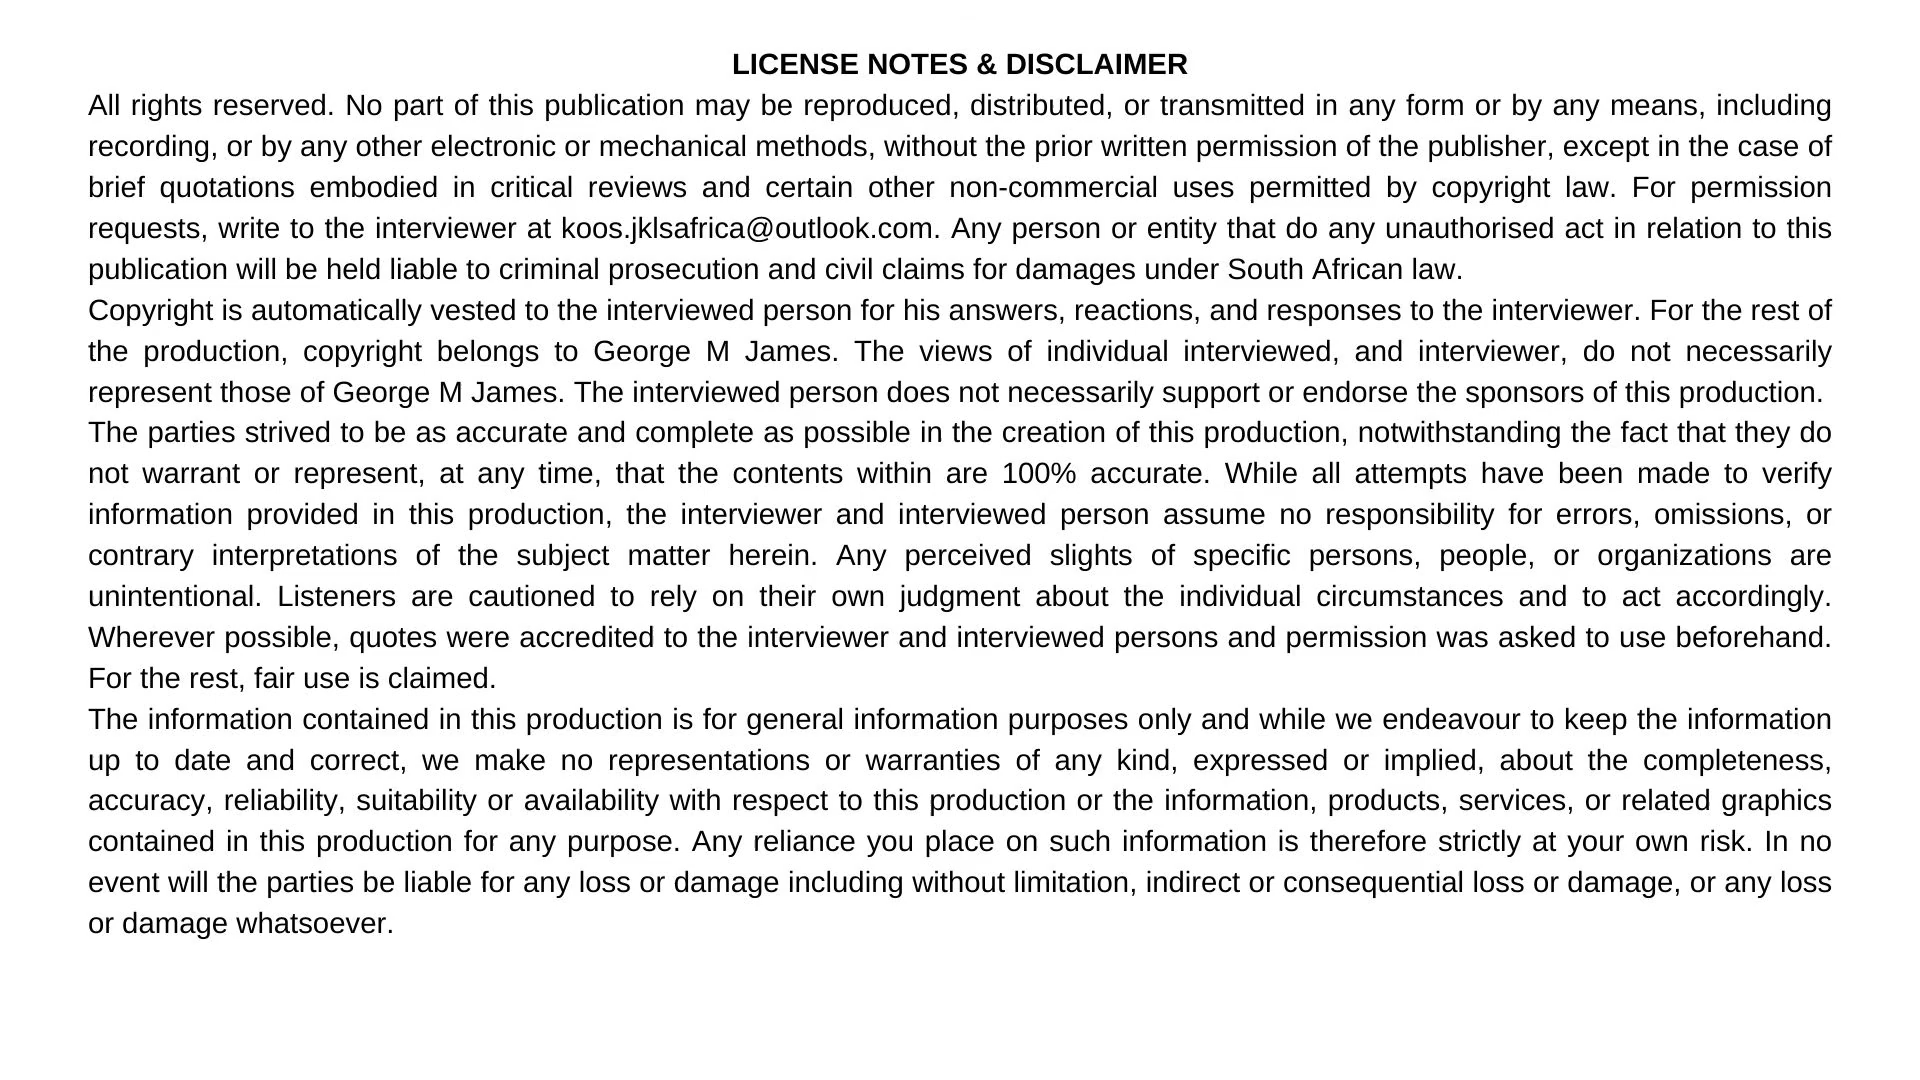 LICENSE NOTES & DISCLAIMER
All rights reserved. No part of this publication may be reproduced, distributed, or transmitted in any form or by any means, including
recording, or by any other electronic or mechanical methods, without the prior written permission of the publisher, except in the case of
brief quotations embodied in critical reviews and certain other non-commercial uses permitted by copyright law. For permission
requests, write to the interviewer at koos.jklsafrica@outlook.com. Any person or entity that do any unauthorised act in relation to this
publication will be held liable to criminal prosecution and civil claims for damages under South African law.
Copyright is automatically vested to the interviewed person for his answers, reactions, and responses to the interviewer. For the rest of
the production, copyright belongs to George M James. The views of individual interviewed, and interviewer, do not necessarily
represent those of George M James. The interviewed person does not necessarily support or endorse the sponsors of this production.
The parties strived to be as accurate and complete as possible in the creation of this production, notwithstanding the fact that they do
not warrant or represent, at any time, that the contents within are 100% accurate. While all attempts have been made to verify
information provided in this production, the interviewer and interviewed person assume no responsibility for errors, omissions, or
contrary interpretations of the subject matter herein. Any perceived slights of specific persons, people, or organizations are
unintentional. Listeners are cautioned to rely on their own judgment about the individual circumstances and to act accordingly.
Wherever possible, quotes were accredited to the interviewer and interviewed persons and permission was asked to use beforehand.
For the rest, fair use is claimed.
The information contained in this production is for general information purposes only and while we endeavour to keep the information
up to date and correct, we make no representations or warranties of any kind, expressed or implied, about the completeness,
accuracy, reliability, suitability or availability with respect to this production or the information, products, services, or related graphics
contained in this production for any purpose. Any reliance you place on such information is therefore strictly at your own risk. In no
event will the parties be liable for any loss or damage including without limitation, indirect or consequential loss or damage, or any loss
or damage whatsoever.